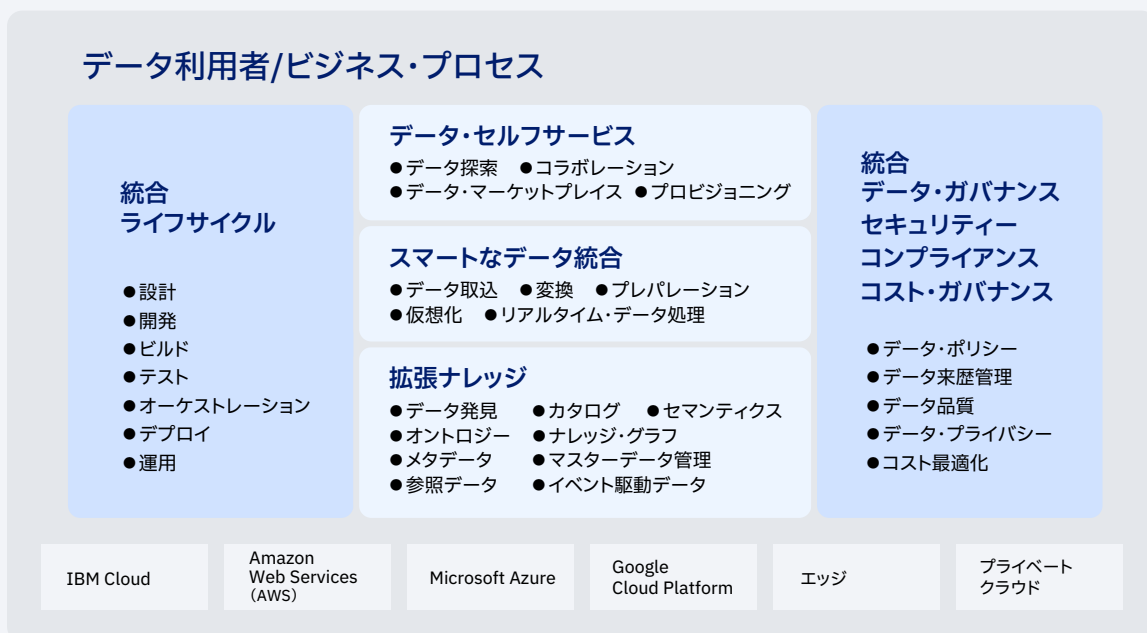 データ利用者/ビジネス・プロセス
統合
ライフサイクル
●設計
●開発
●ビルド
●テスト
●オーケストレーション
●デプロイ
●運用
データ・セルフサービス
●データ探索 ●コラボレーション
●データ・マーケットプレイス ●プロビジョニング
スマートなデータ統合
●データ取込 ●変換 ●プレパレーション
●仮想化 ●リアルタイム・データ処理
拡張ナレッジ
●データ発見 ●カタログ ●セマンティクス
●オントロジー ●ナレッジ・グラフ
●メタデータ ●マスターデータ管理
●参照データ ●イベント駆動データ
統合
データ・ガバナンス
セキュリティー
コンプライアンス
コスト・ガバナンス
●データ・ポリシー
●データ来歴管理
●データ品質
●データ・プライバシー
●コスト最適化
IBM Cloud
Amazon
Web Services
（AWS）
Microsoft Azure
Google
Cloud Platform
エッジ
プライベート
クラウド